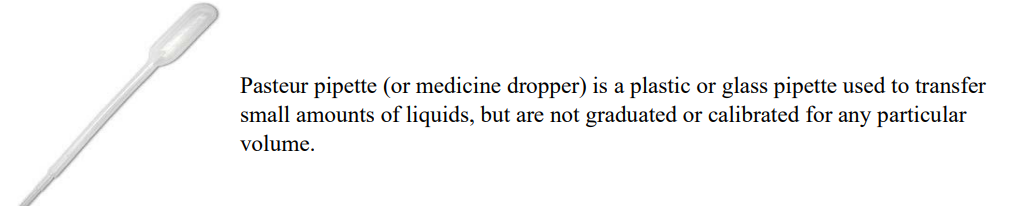 Pasteur pipette (or medicine dropper) is a plastic or glass pipette used to transfer
small amounts of liquids, but are not graduated or calibrated for any particular
volume.